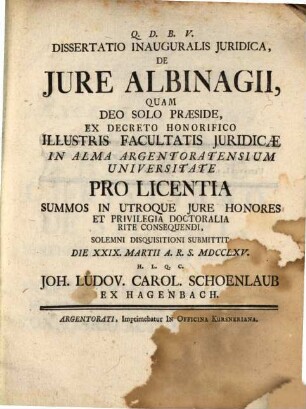 Q. D. B. V.
DISSERTATIO INAUGURALIS JURIDICA,
DE
JURE ALBINAGII,
QUAM
DEO SOLO PRÆSIDE,
EX DECRETO HONORIFICO
ILLUSTRIS FACULTATIS JURIDICÆ
IN ALMA ARGENTORATENSIUM
UNIVERSITATE
PRO LICENTIA
SUMMOS IN UTROQUE JURE HONORES
ET PRIVILEGIA DOCTORALIA
RITE CONSEQUENDI,
SOLEMNI DISQUISITIONI SUBMITTIT
DIE XXIX. MARTII A. R. S. MDCCLXV.
H. L. Q. C.
JOH. LUDOV. CAROL. SCHOENLAUB
EX HAGENBACH.
ARGENTORATI, Imprimebatur IN OFFICINA KÜRSNERIANA.